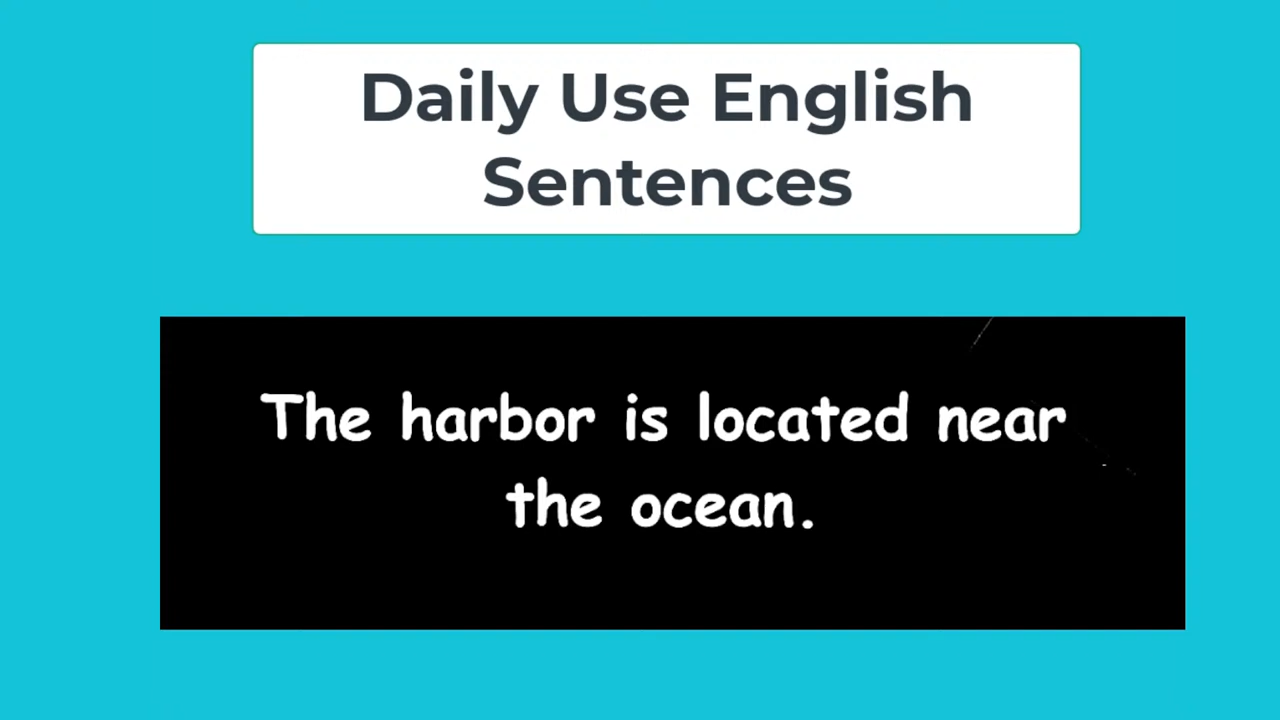 Daily Use English
Sentences
The harbor is located near
the ocean.